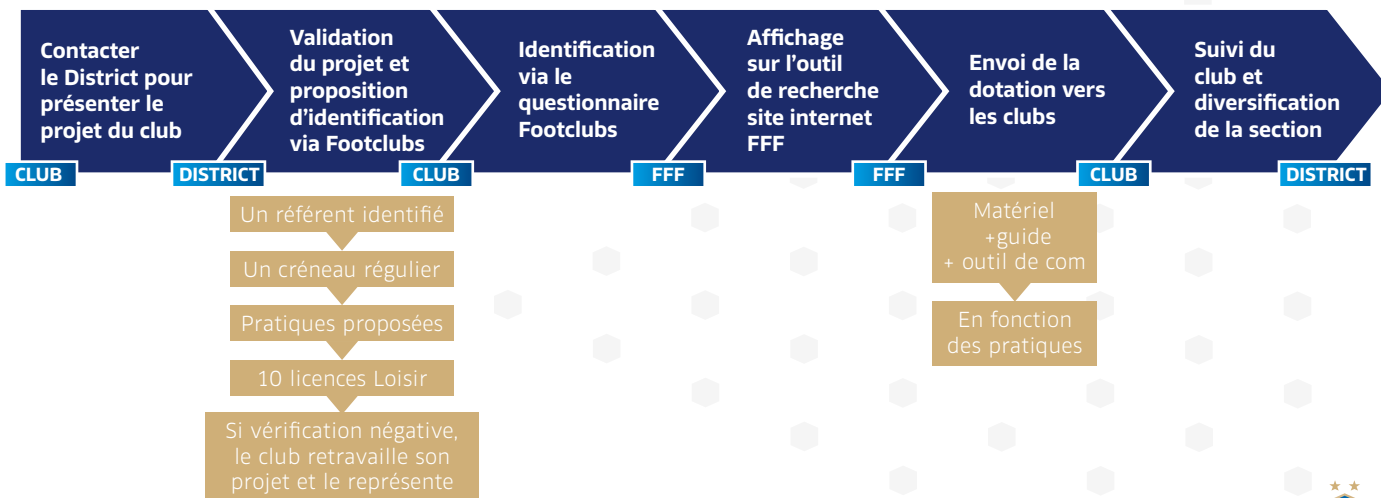 Contacter
le District pour
présenter le
projet du club
Validation
du projet et
proposition
d'identification
via Footclubs
Identification
via le
questionnaire
Footclubs
Affichage
sur l'outil
de recherche
site internet
FFF
Envoi de la
dotation vers
les clubs
Suivi du
club et
diversification
de la section
CLUB
DISTRICT
CLUB
FFF
FFF
CLUB
DISTRICT
Un référent identifié
Un créneau régulier
Pratiques proposées
10 licences Loisir
Si vérification négative,
le club retravaille son
projet et le représente
Matériel
+guide
+ outil de com
En fonction
des pratiques